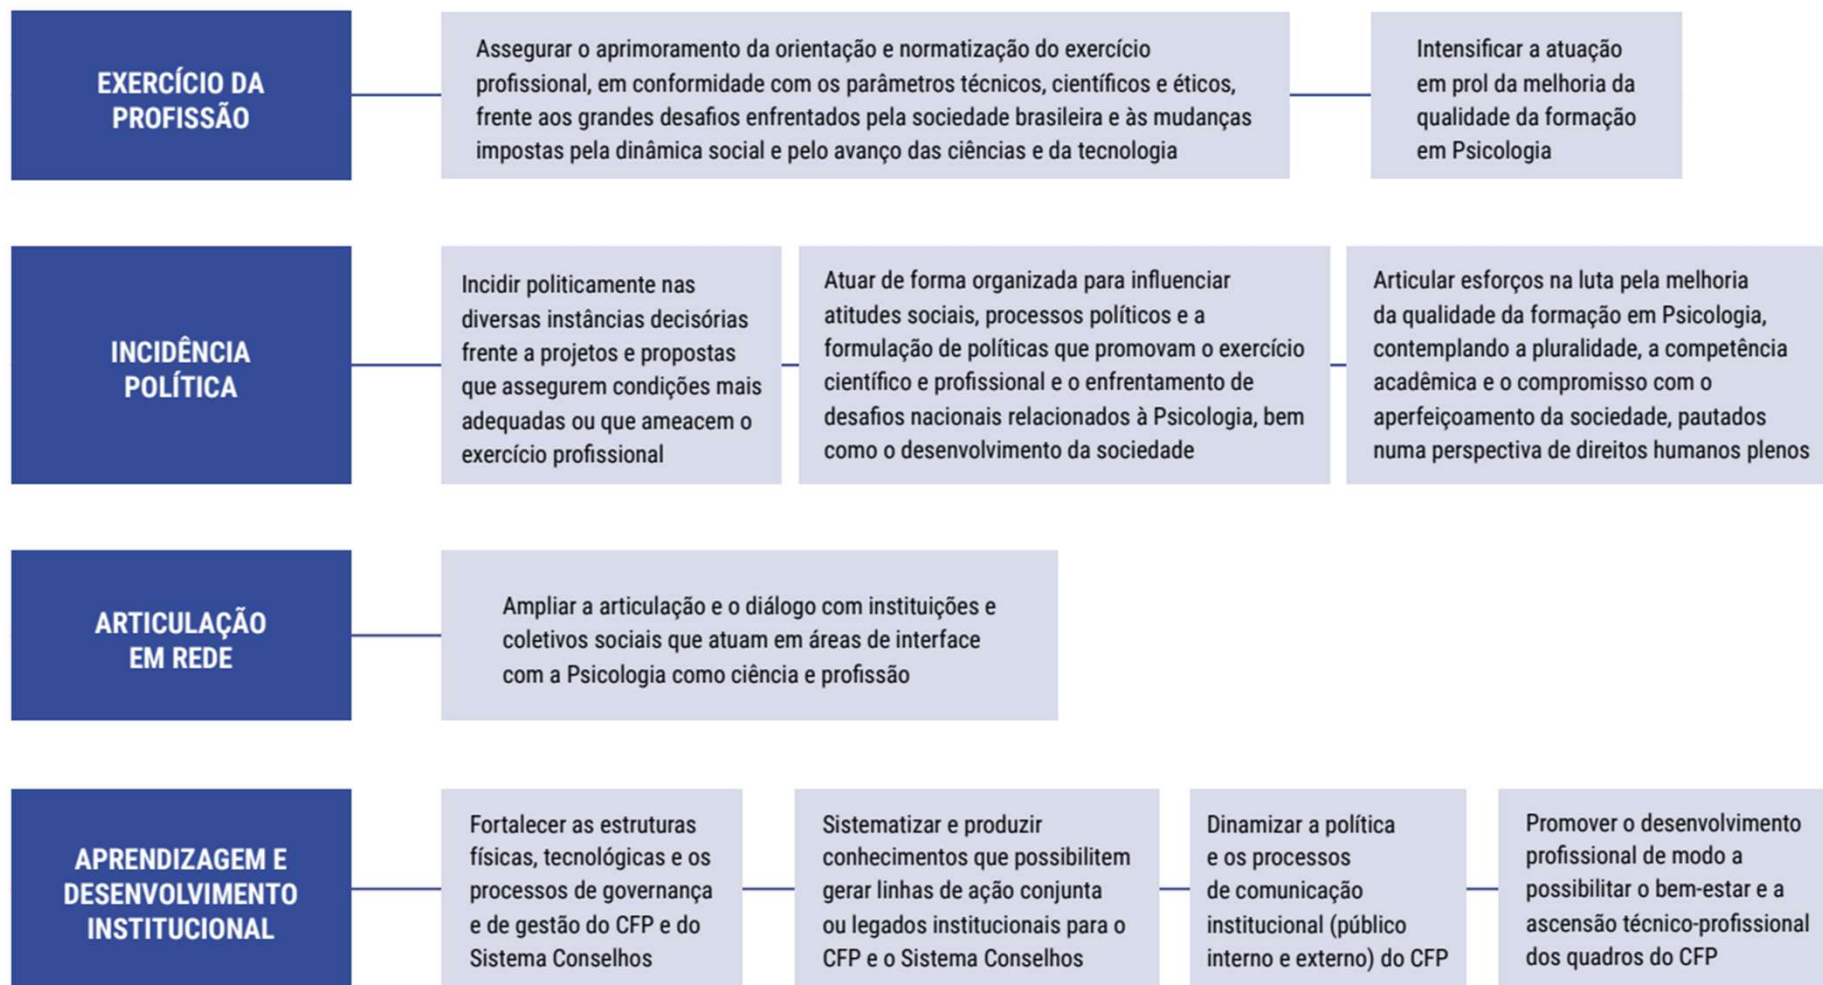 EXERCÍCIO DA
PROFISSÃO
Assegurar o aprimoramento da orientação e normatização do exercício
profissional, em conformidade com os parâmetros técnicos, científicos e éticos,
frente aos grandes desafios enfrentados pela sociedade brasileira e às mudanças
impostas pela dinâmica social e pelo avanço das ciências e da tecnologia
Intensificar a atuação
em prol da melhoria da
qualidade da formação
em Psicologia
INCIDÊNCIA
POLÍTICA
Incidir politicamente nas
diversas instâncias decisórias
frente a projetos e propostas
que assegurem condições mais
adequadas ou que ameacem o
exercício profissional
Atuar de forma organizada para influenciar
atitudes sociais, processos políticos e a
formulação de políticas que promovam o exercício
científico e profissional e o enfrentamento de
desafios nacionais relacionados à Psicologia, bem
como o desenvolvimento da sociedade
Articular esforços na luta pela melhoria
da qualidade da formação em Psicologia,
contemplando a pluralidade, a competência
acadêmica e o compromisso com o
aperfeiçoamento da sociedade, pautados
numa perspectiva de direitos humanos plenos
ARTICULAÇÃO
EM REDE
Ampliar a articulação e o diálogo com instituições e
coletivos sociais que atuam em áreas de interface
com a Psicologia como ciência e profissão
APRENDIZAGEM E
DESENVOLVIMENTO
INSTITUCIONAL
Fortalecer as estruturas
físicas, tecnológicas e os
processos de governança
e de gestão do CFP e do
Sistema Conselhos
Sistematizar e produzir
conhecimentos que possibilitem
gerar linhas de ação conjunta
ou legados institucionais para o
CFP e o Sistema Conselhos
Dinamizar a política
e os processos
de comunicação
institucional (público
interno e externo) do CFP
Promover o desenvolvimento
profissional de modo a
possibilitar o bem-estar e a
ascensão técnico-profissional
dos quadros do CFP